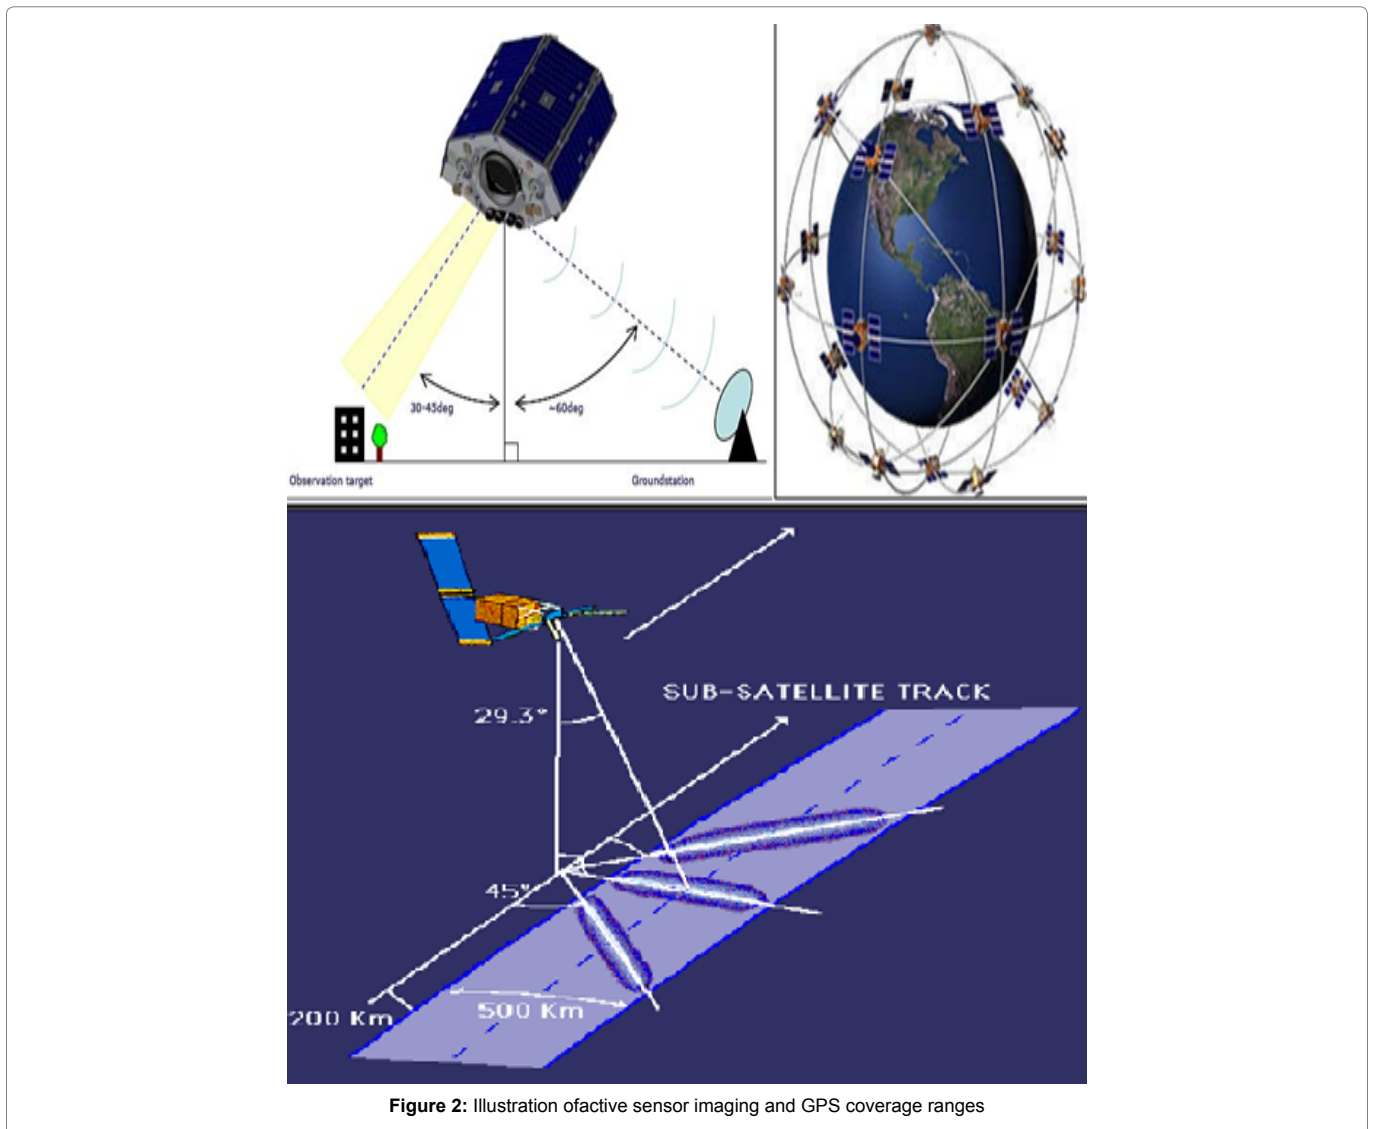 30-45deg
~60deg
Observation target
Groundstation
SUB-SATELLITE TRACK
29.3°
45°
200 Km
500 Km
Figure 2: Illustration ofactive sensor imaging and GPS coverage ranges